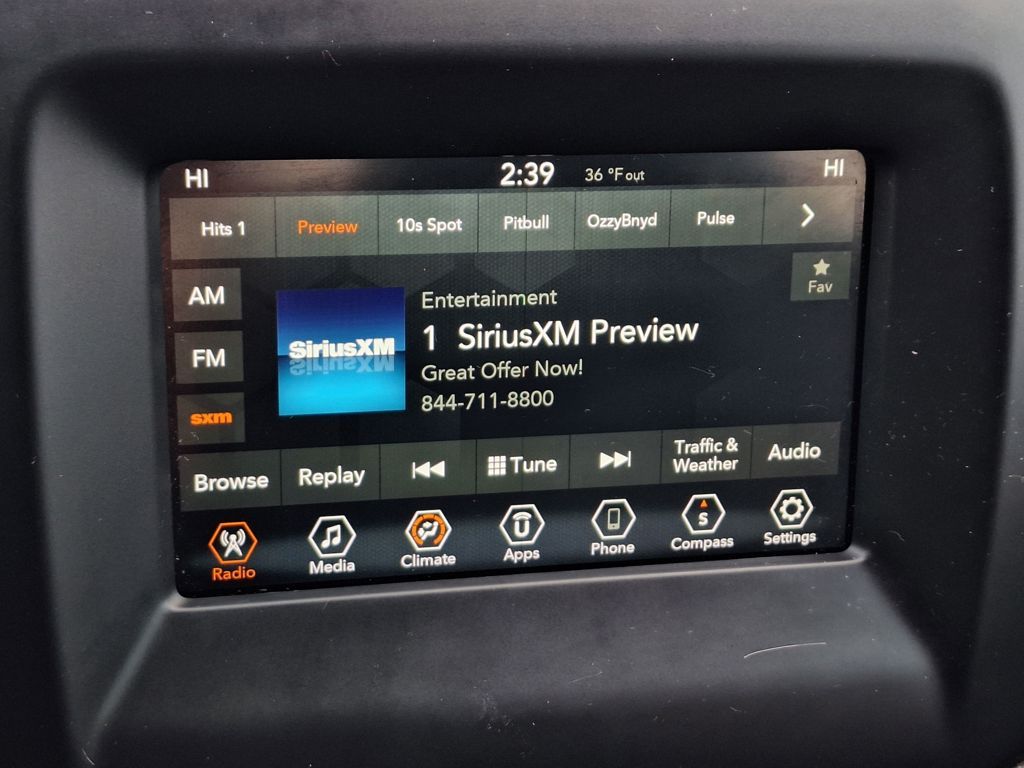 HI 2:39 36 °F out HI
Hits 1 Preview 10s Spot Pitbull OzzyBnyd Pulse
AM
FM
sxm
SiriusXM
Fav
Entertainment
1 SiriusXM Preview
Great Offer Now!
844-711-8800
Browse Replay Tune Traffic &
Weather Audio
Radio Media Climate Apps Phone Compass Settings
U
S